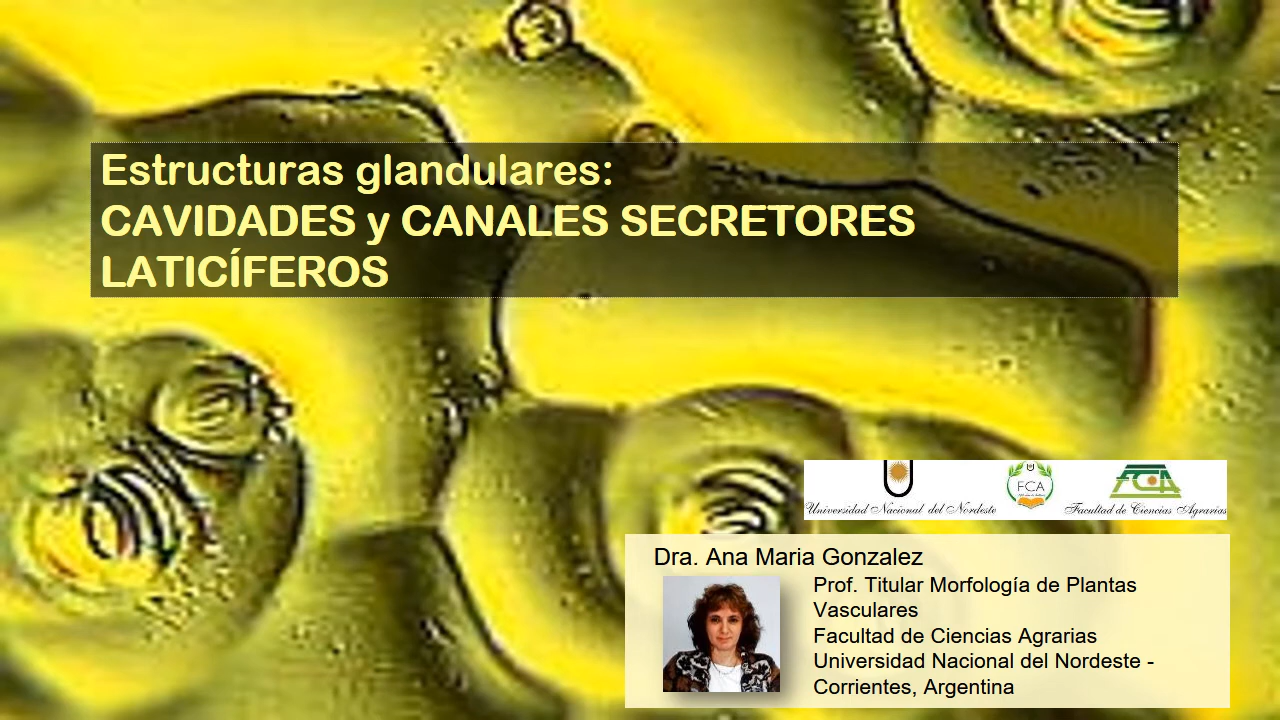 Estructuras glandulares:
CAVIDADES y CANALES SECRETORES
LATICÍFEROS
Universidad Nacional del Nordeste
FCA
Facultad de Ciencias Agrarias
Dra. Ana Maria Gonzalez
Prof. Titular Morfología de Plantas
Vasculares
Facultad de Ciencias Agrarias
Universidad Nacional del Nordeste -
Corrientes, Argentina